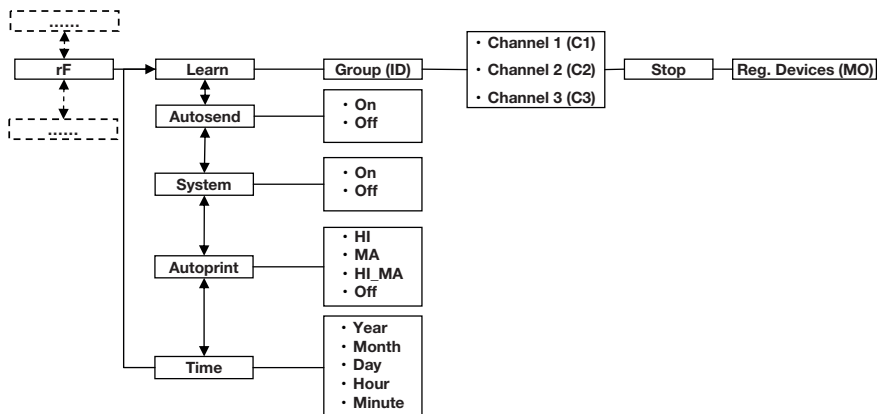 ......
rF
......
Learn
Group (ID)
· Channel 1 (C1)
· Channel 2 (C2)
· Channel 3 (C3)
Stop
Reg. Devices (MO)
Autosend
· On
· Off
System
· On
· Off
Autoprint
· HI
· MA
· HI_MA
· Off
Time
· Year
· Month
· Day
· Hour
· Minute